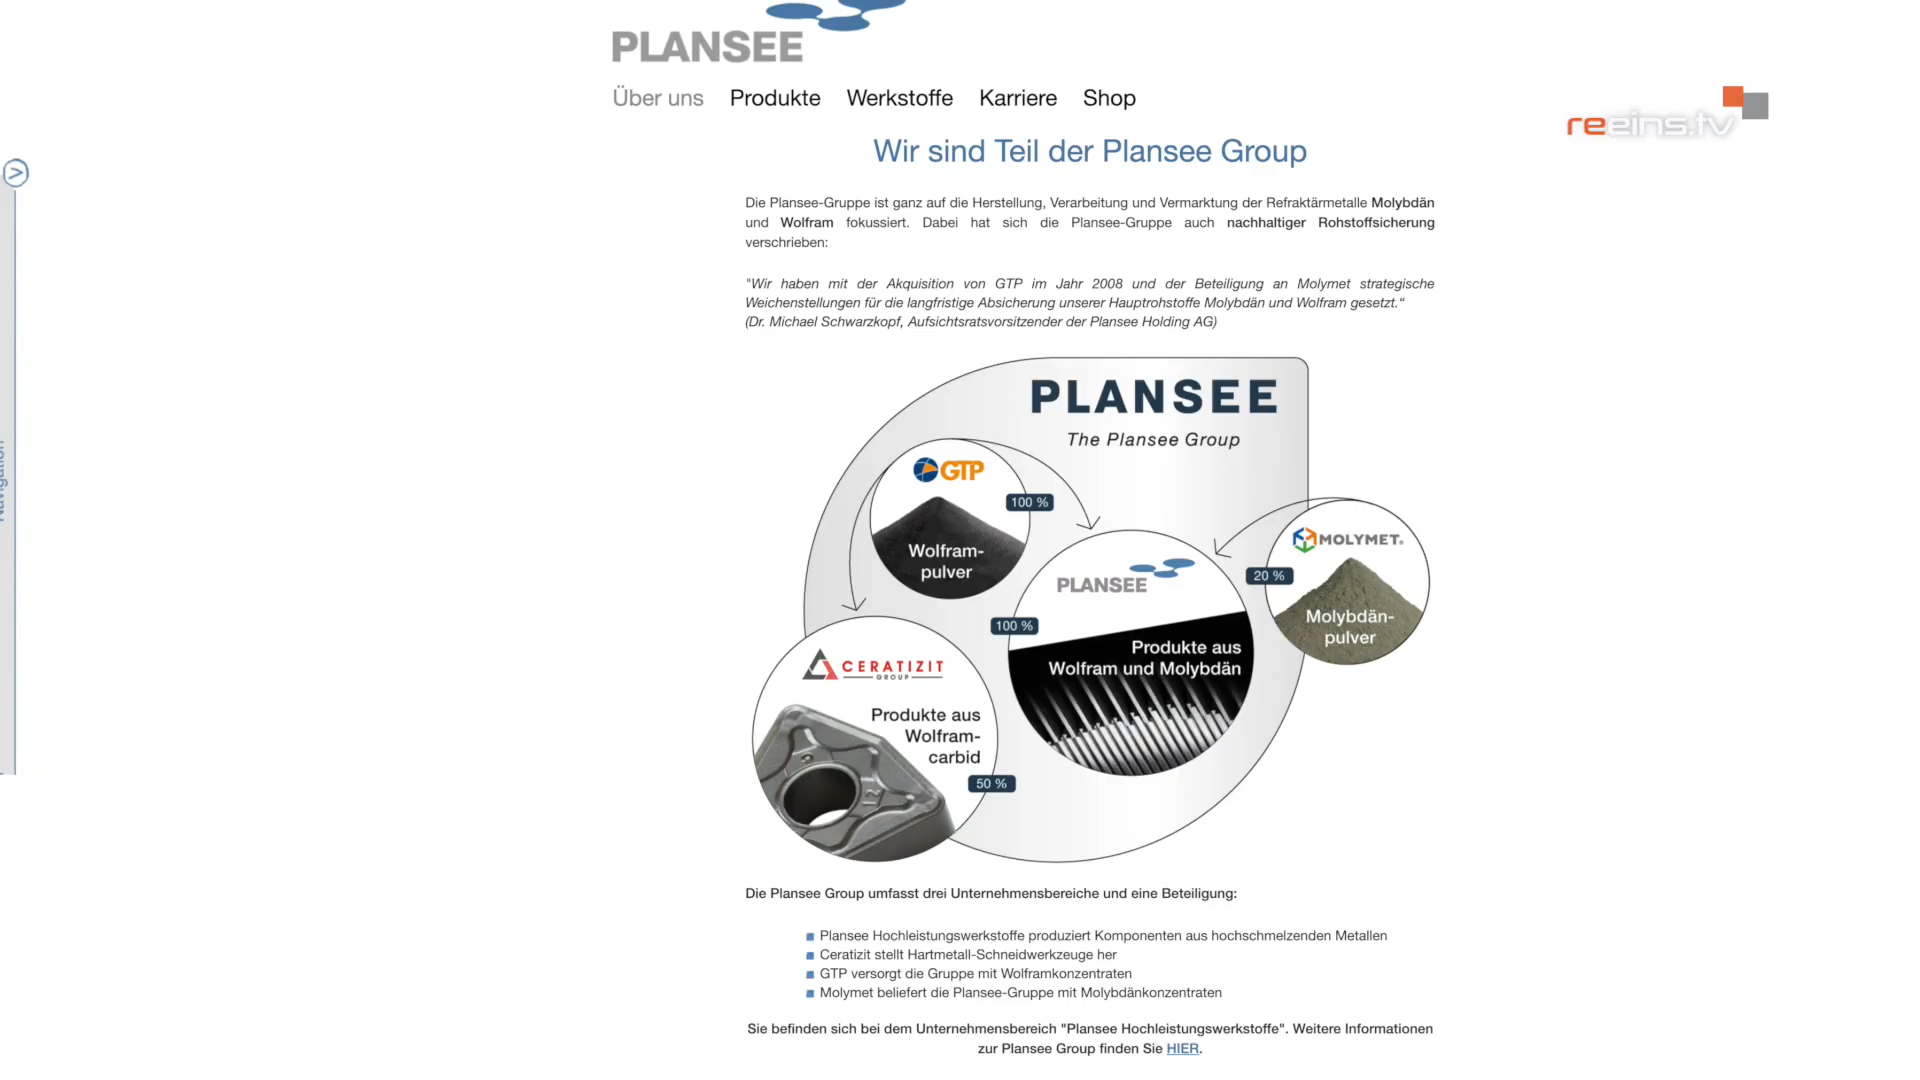 PLANSEE
Über uns Produkte Werkstoffe Karriere Shop
reeins.tv
Wir sind Teil der Plansee Group
Die Plansee-Gruppe ist ganz auf die Herstellung, Verarbeitung und Vermarktung der Refraktärmetalle Molybdän
und Wolfram fokussiert. Dabei hat sich die Plansee-Gruppe auch nachhaltiger Rohstoffsicherung
verschrieben:
"Wir haben mit der Akquisition von GTP im Jahr 2008 und der Beteiligung an Molymet strategische
Weichenstellungen für die langfristige Absicherung unserer Hauptrohstoffe Molybdän und Wolfram gesetzt.“
(Dr. Michael Schwarzkopf, Aufsichtsratsvorsitzender der Plansee Holding AG)
PLANSEE
The Plansee Group
GTP
100 %
Wolfram-
pulver
MOLYMET®
20 %
Molybdän-
pulver
PLANSEE
100 %
Produkte aus
Wolfram und Molybdän
CERATIZIT
GROUP
Produkte aus
Wolfram-
carbid
50 %
Die Plansee Group umfasst drei Unternehmensbereiche und eine Beteiligung:
Plansee Hochleistungswerkstoffe produziert Komponenten aus hochschmelzenden Metallen
Ceratizit stellt Hartmetall-Schneidwerkzeuge her
GTP versorgt die Gruppe mit Wolframkonzentraten
Molymet beliefert die Plansee-Gruppe mit Molybdänkonzentraten
Sie befinden sich bei dem Unternehmensbereich "Plansee Hochleistungswerkstoffe". Weitere Informationen
zur Plansee Group finden Sie HIER.